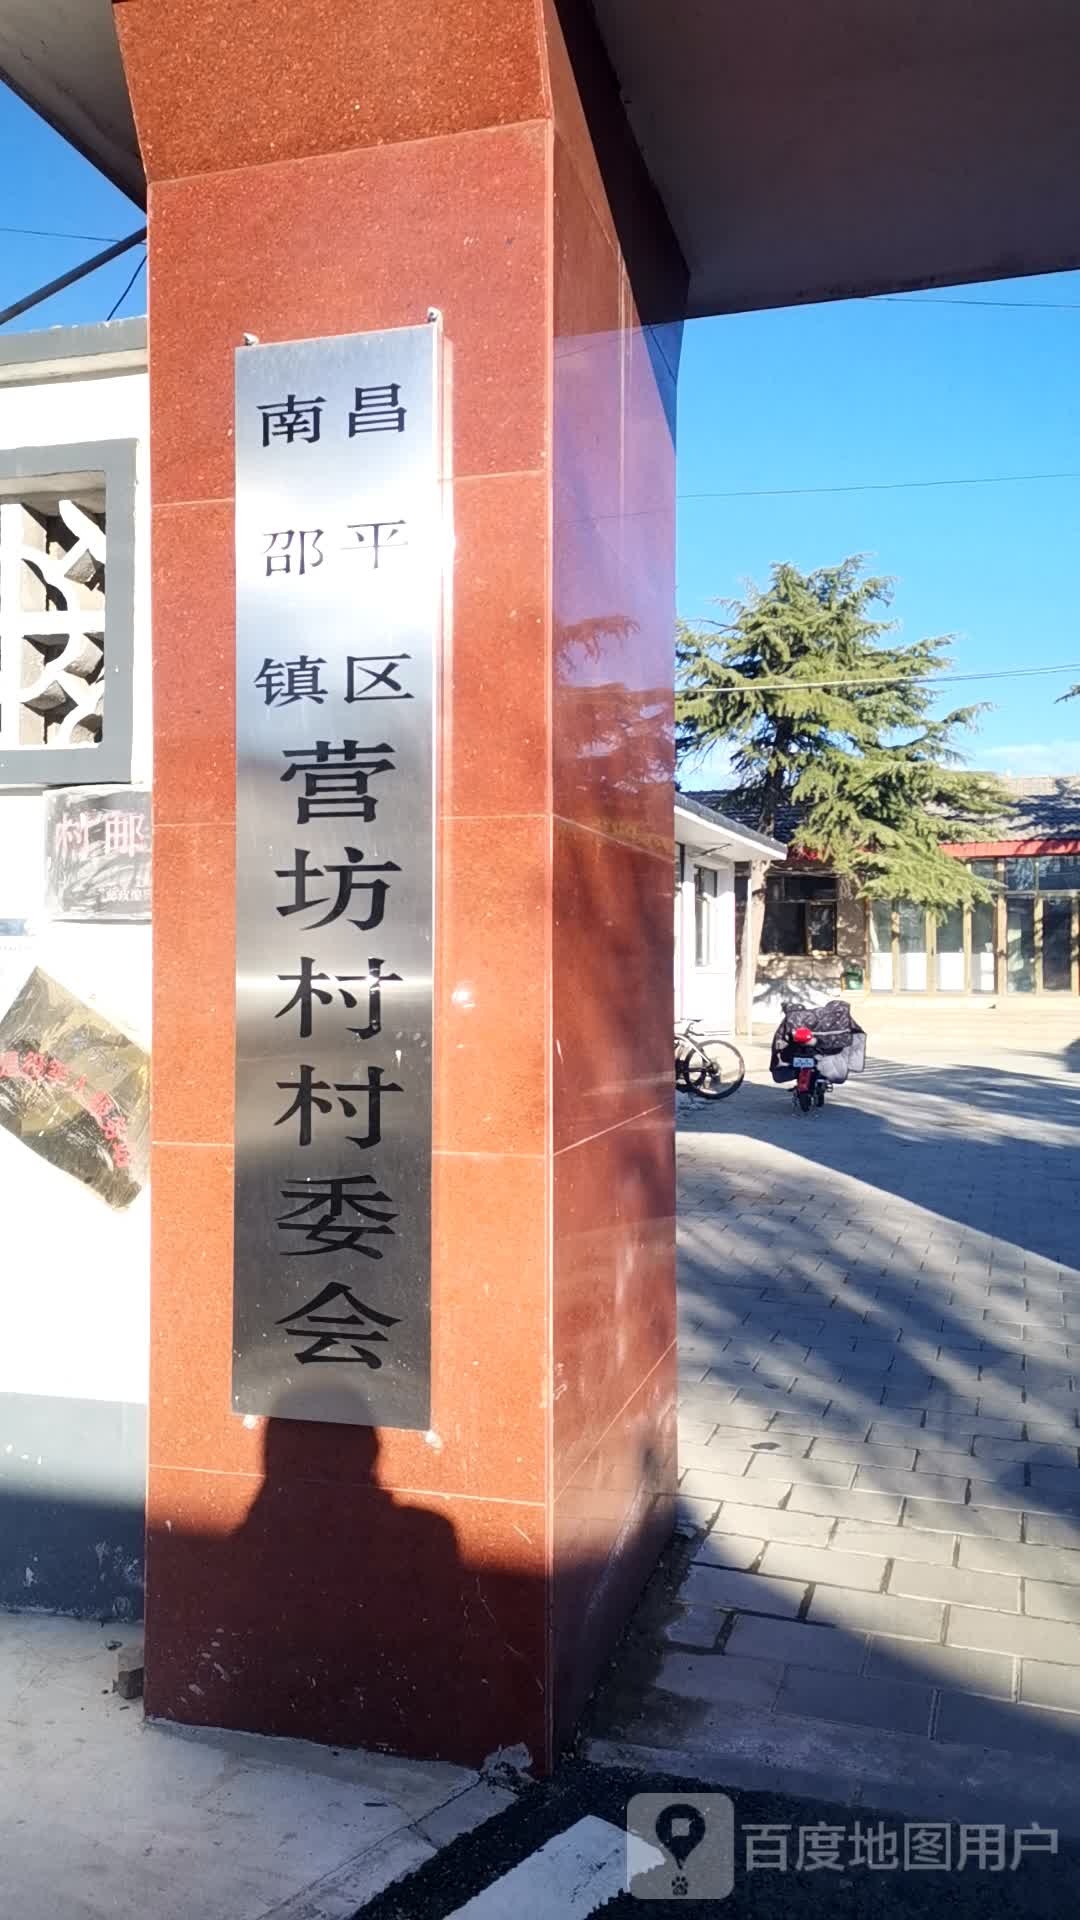 昌平区
南邵镇
营坊村村委会
村邮
百度地图用户